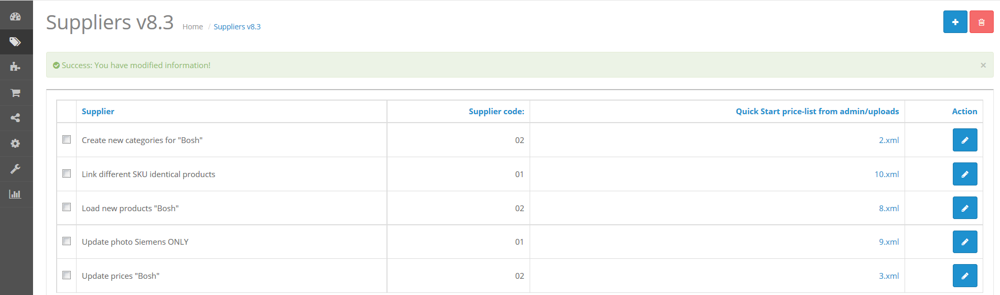 Suppliers v8.3 Home / Suppliers v8.3
Success: You have modified information! ×
Supplier Supplier code: Quick Start price-list from admin/uploads Action
Create new categories for "Bosh" 02 2.xml
Link different SKU identical products 01 10.xml
Load new products "Bosh" 02 8.xml
Update photo Siemens ONLY 01 9.xml
Update prices "Bosh" 02 3.xml